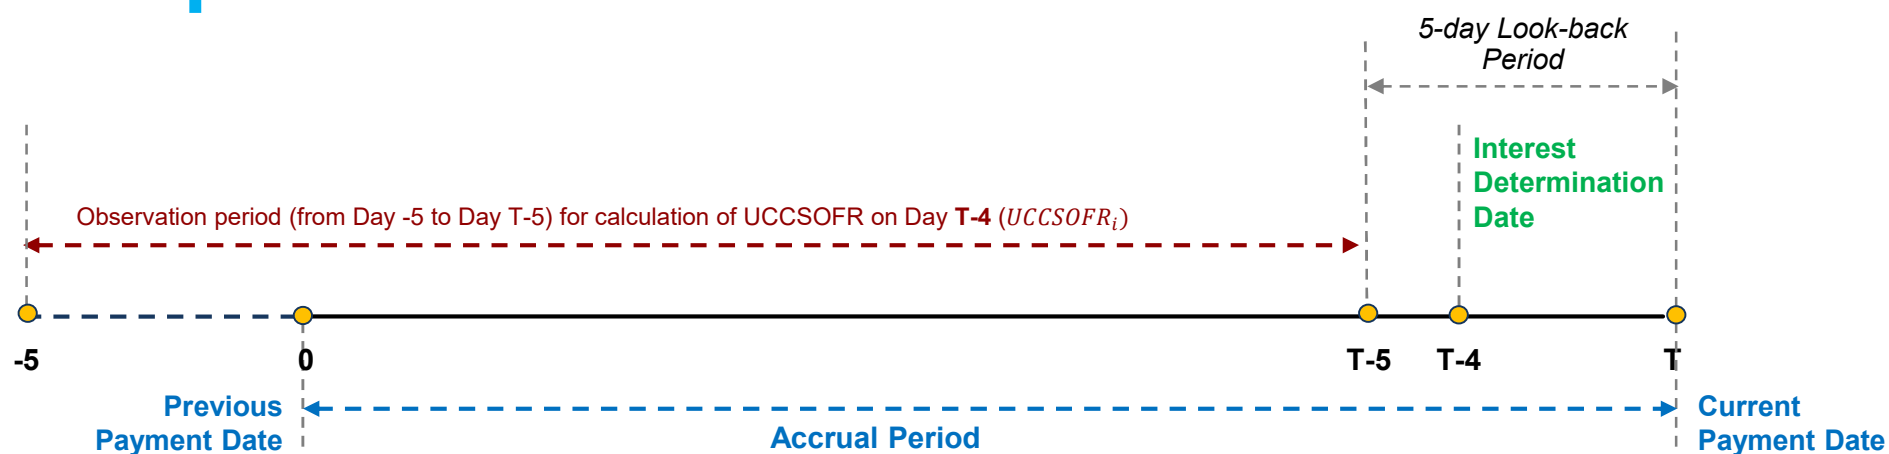 5-day Look-back
Period
Interest
Determination
Date
Observation period (from Day -5 to Day T-5) for calculation of UCCSOFR on Day T-4 (UCCSOFRᵢ)
-5
0
T-5
T-4
T
Previous
Payment Date
Accrual Period
Current
Payment Date